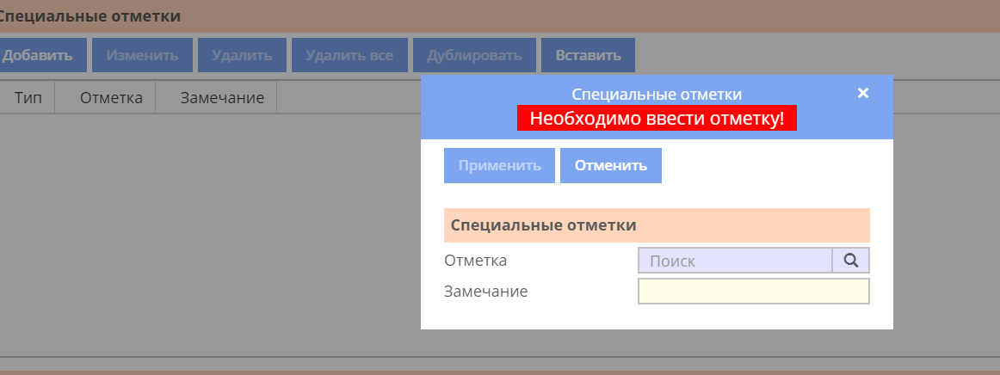 Специальные отметки
Добавить Изменить Удалить Удалить все Дублировать Вставить
Тип Отметка Замечание
Специальные отметки ×
Необходимо ввести отметку!
Применить Отменить
Специальные отметки
Отметка Поиск
Замечание